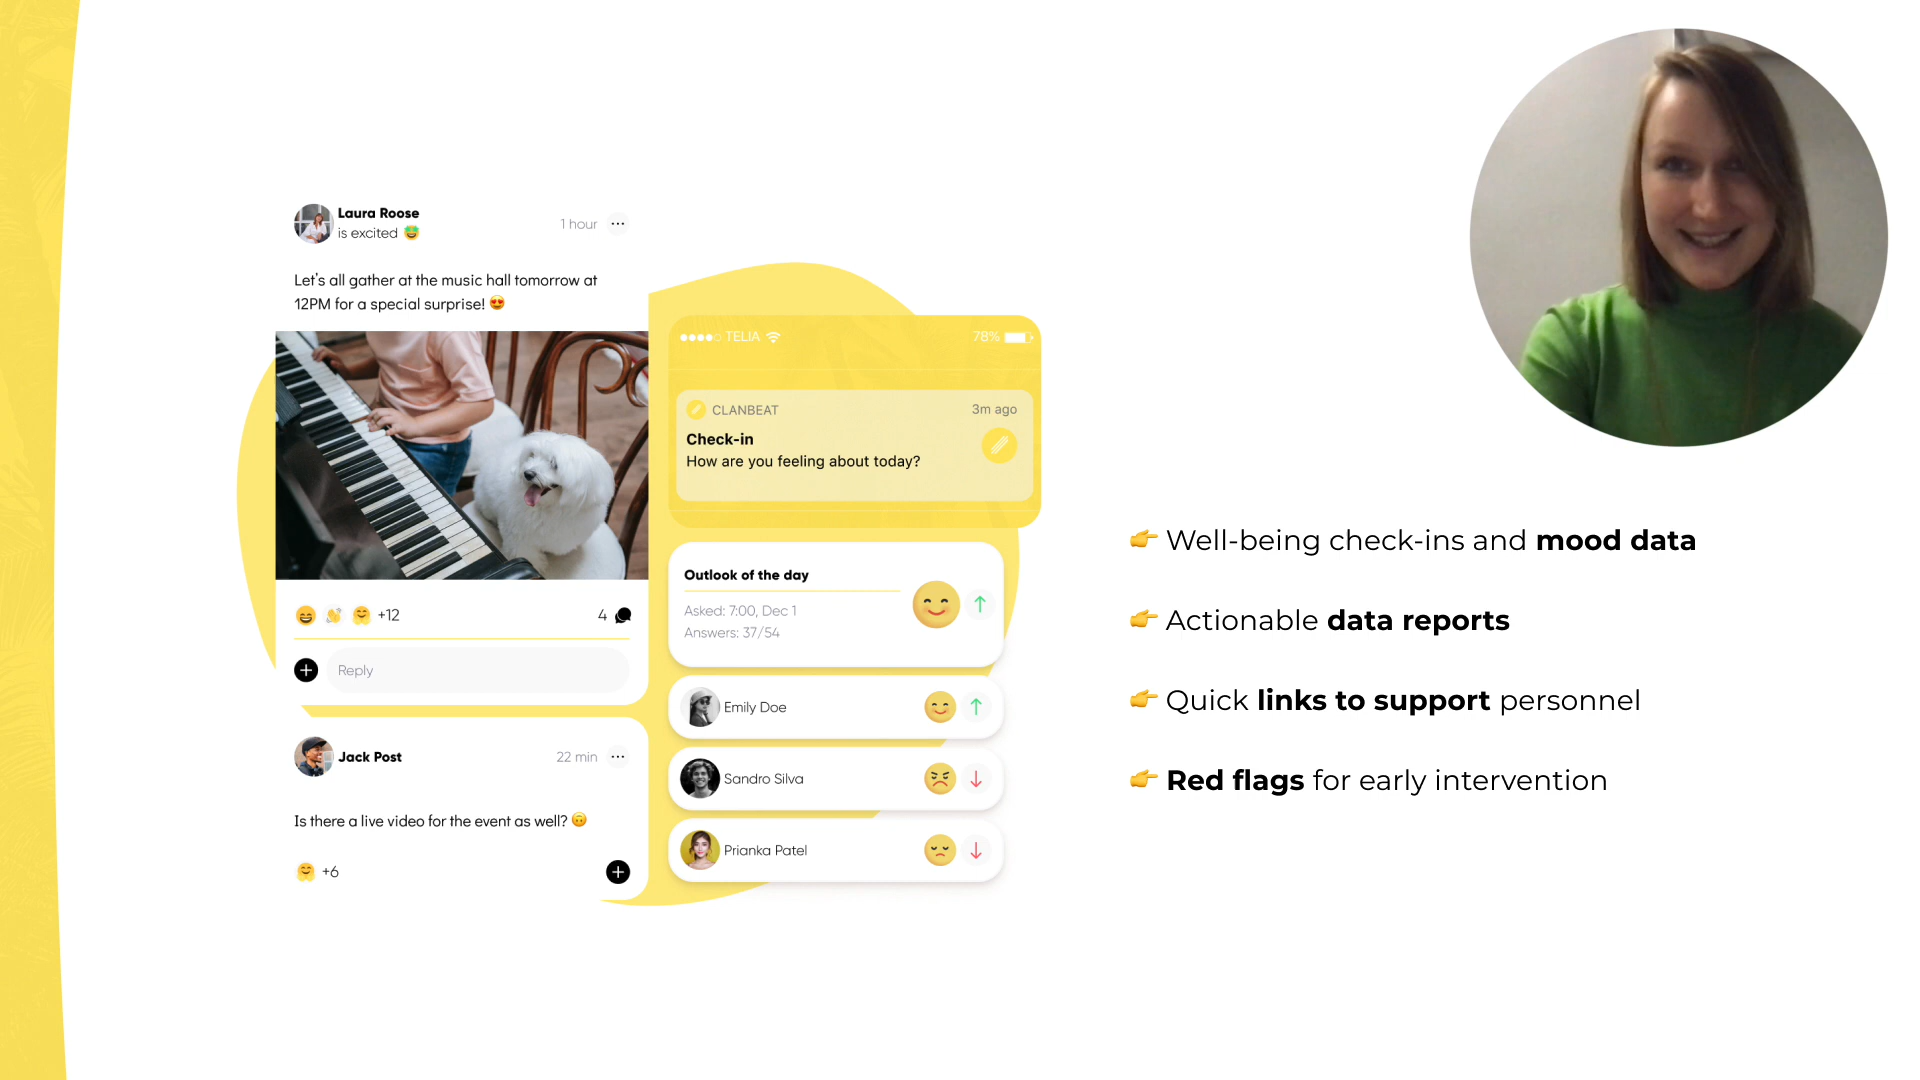 Laura Roose
is excited 🤩
1 hour
Let's all gather at the music hall tomorrow at
12PM for a special surprise! 😍
+12
4
Reply
Jack Post
22 min
Is there a live video for the event as well? 🙃
+6
TELIA
78%
CLANBEAT
3m ago
Check-in
How are you feeling about today?
Outlook of the day
Asked: 7:00, Dec 1
Answers: 37/54
Emily Doe
Sandro Silva
Prianka Patel
👉 Well-being check-ins and mood data
👉 Actionable data reports
👉 Quick links to support personnel
👉 Red flags for early intervention